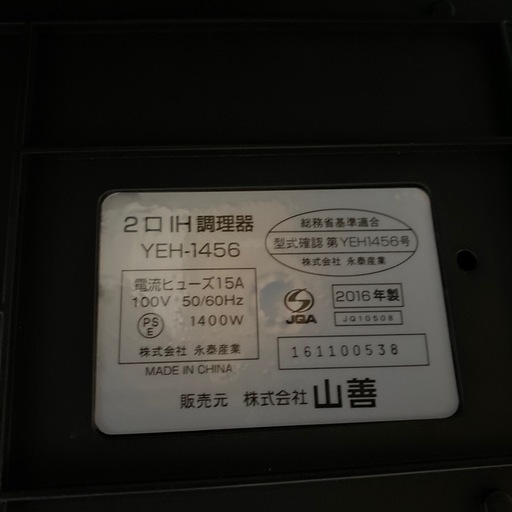 2口IH調理器
YEH-1456
総務省基準適合
型式確認 第YEH1456号
株式会社 永泰産業
電流ヒューズ15A
100V 50/60Hz
PS
E
1400W
株式会社 永泰産業
MADE IN CHINA
JQA
2016年製
JQ10508
161100538
販売元 株式会社 山善